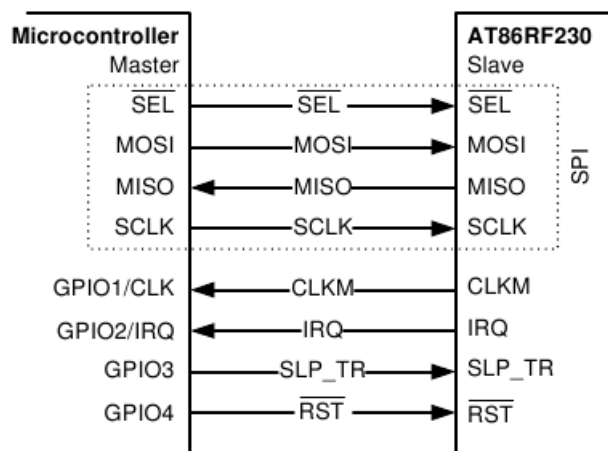 Microcontroller AT86RF230
Master Slave
SEL SEL SEL
MOSI MOSI MOSI
MISO MISO MISO
SCLK SCLK SCLK
SPI
GPIO1/CLK CLKM CLKM
GPIO2/IRQ IRQ IRQ
GPIO3 SLP_TR SLP_TR
GPIO4 RST RST